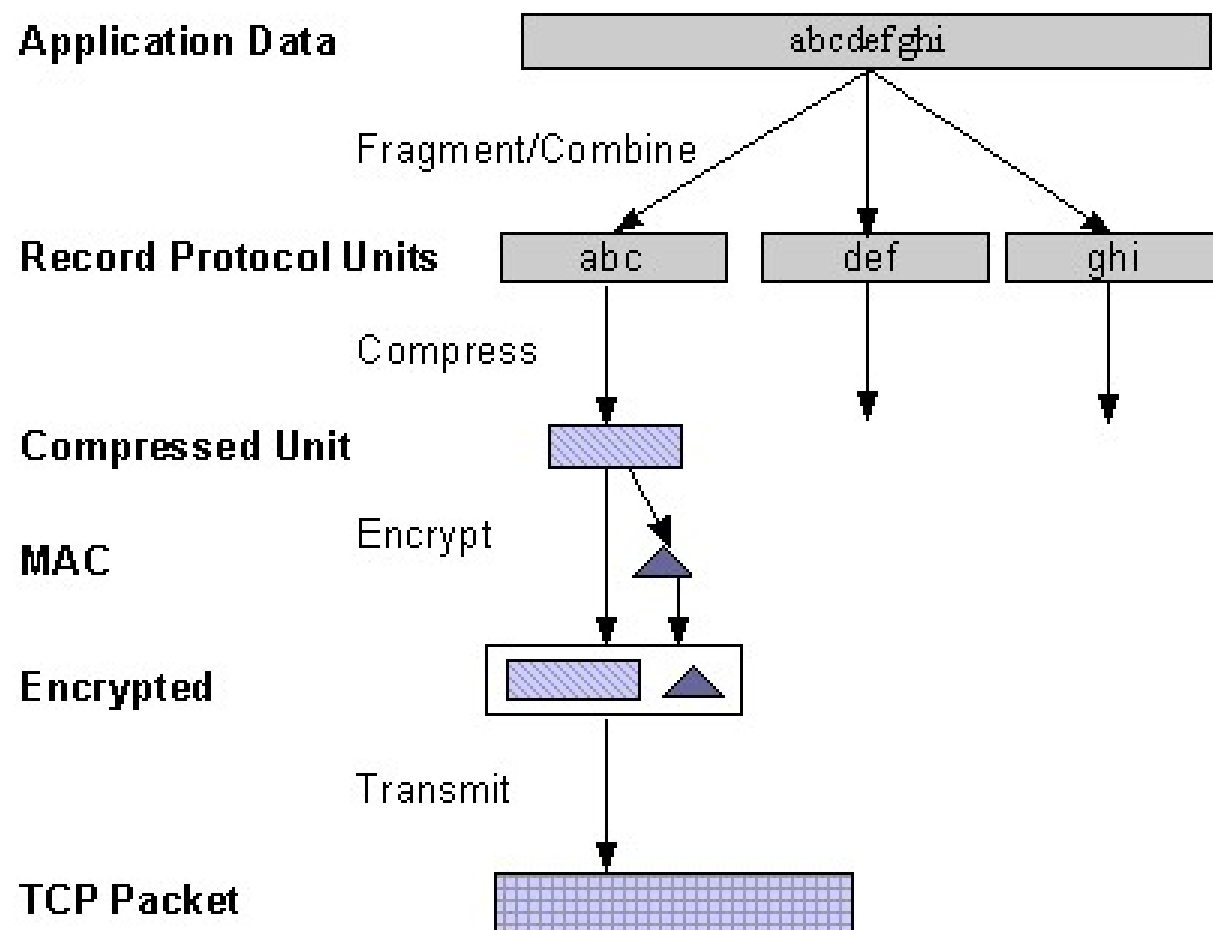 Application Data
abcdefghi
Fragment/Combine
Record Protocol Units
abc
def
ghi
Compress
Compressed Unit
Encrypt
MAC
Encrypted
Transmit
TCP Packet